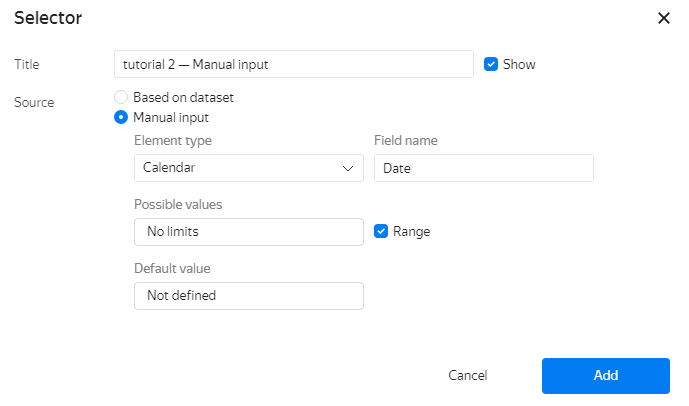 Selector
Title
tutorial 2 — Manual input
Show
Source
Based on dataset
Manual input
Element type
Field name
Calendar
Date
Possible values
No limits
Range
Default value
Not defined
Cancel
Add